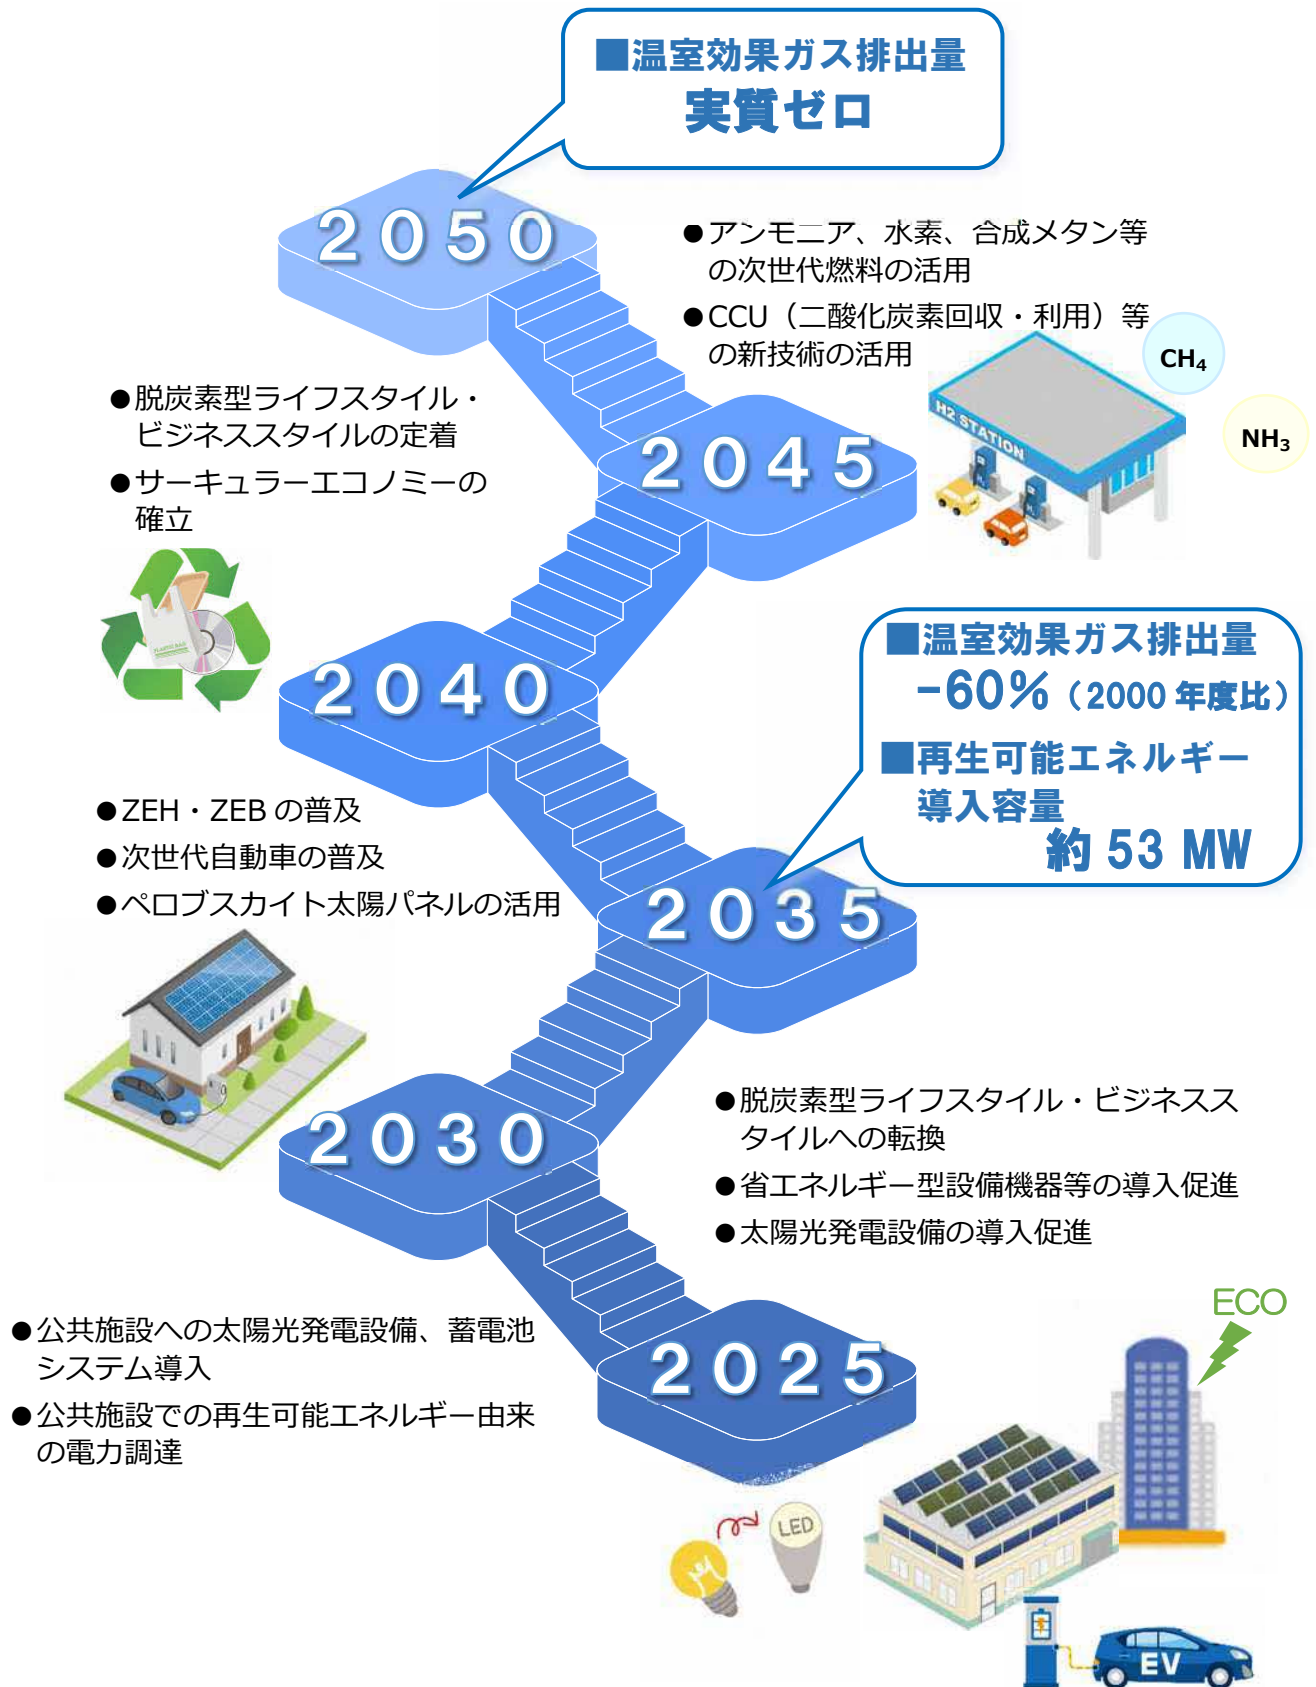 ■温室効果ガス排出量
実質ゼロ
2050
●アンモニア、水素、合成メタン等
の次世代燃料の活用
●CCU（二酸化炭素回収・利用）等
の新技術の活用
CH₄
NH₃
H2 STATION
●脱炭素型ライフスタイル・
ビジネススタイルの定着
●サーキュラーエコノミーの
確立
PLASTIC BAG
2045
■温室効果ガス排出量
-60%（2000年度比）
■再生可能エネルギー
導入容量
約53 MW
2040
●ZEH・ZEBの普及
●次世代自動車の普及
●ペロブスカイト太陽パネルの活用
2035
2030
●脱炭素型ライフスタイル・ビジネスス
タイルへの転換
●省エネルギー型設備機器等の導入促進
●太陽光発電設備の導入促進
●公共施設への太陽光発電設備、蓄電池
システム導入
●公共施設での再生可能エネルギー由来
の電力調達
2025
ECO
LED
EV